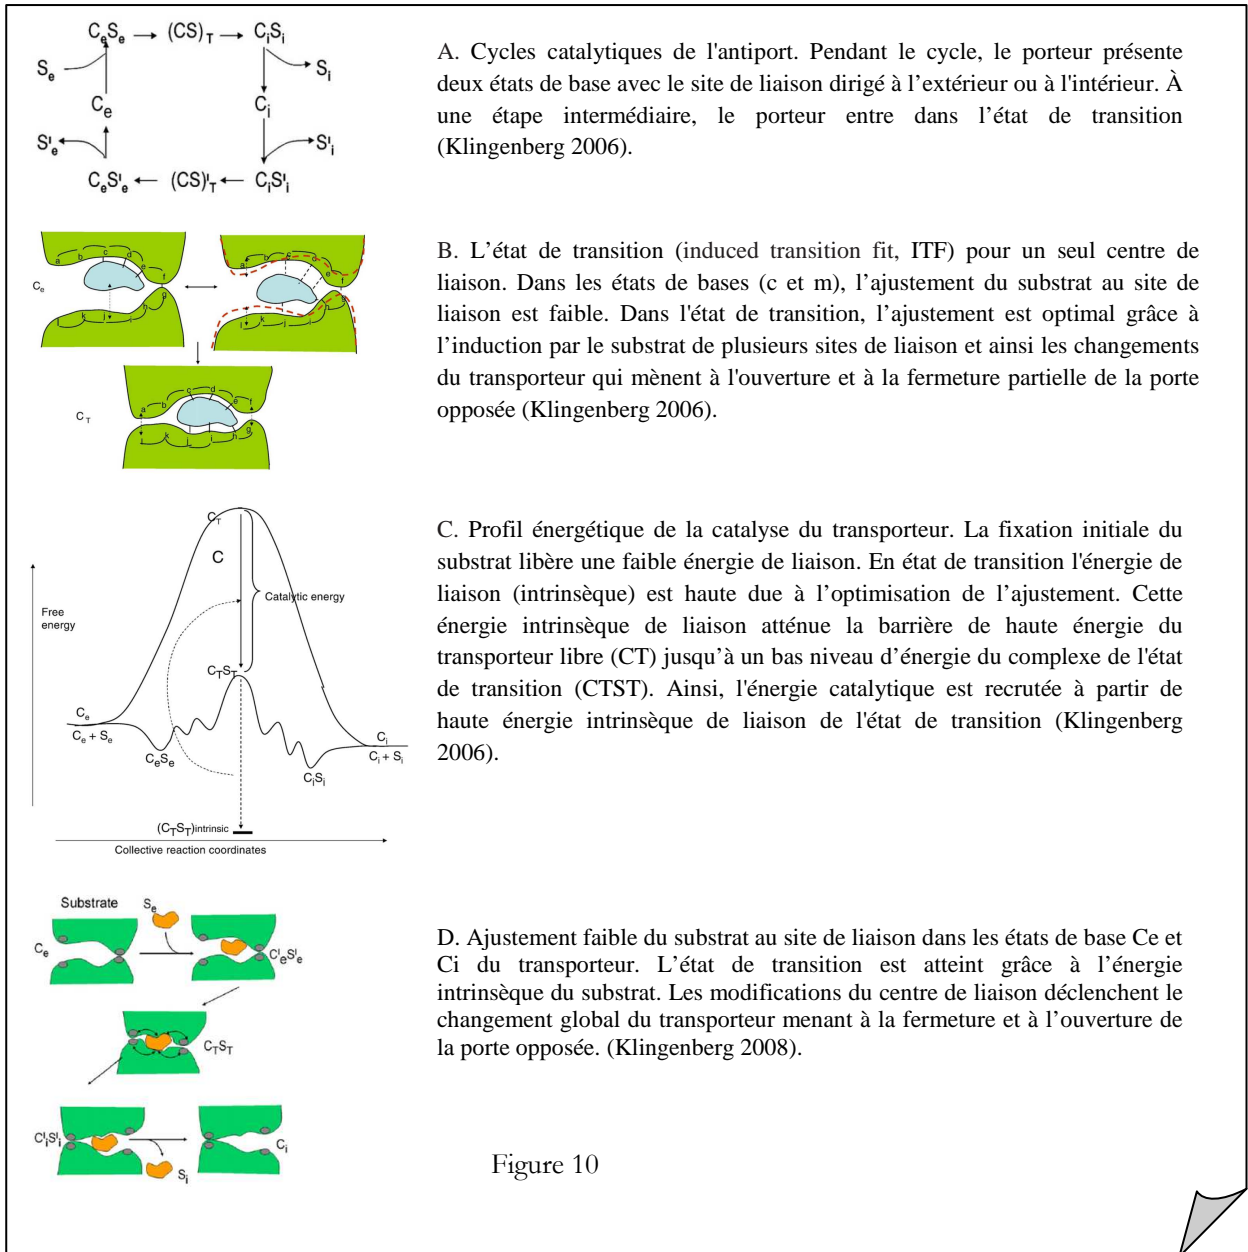 CeSe → (CS)T → CiSi
Se
Si
Ce
Ci
S'e
S'i
CeS'e ← (CS)'T ← CiS'i
A. Cycles catalytiques de l'antiport. Pendant le cycle, le porteur présente
deux états de base avec le site de liaison dirigé à l’extérieur ou à l'intérieur. À
une étape intermédiaire, le porteur entre dans l’état de transition
(Klingenberg 2006).
Ce
a b c d e f
g h i j k l
CT
a b c d e f
g h i j k l
B. L’état de transition (induced transition fit, ITF) pour un seul centre de
liaison. Dans les états de bases (c et m), l’ajustement du substrat au site de
liaison est faible. Dans l'état de transition, l’ajustement est optimal grâce à
l’induction par le substrat de plusieurs sites de liaison et ainsi les changements
du transporteur qui mènent à l'ouverture et à la fermeture partielle de la porte
opposée (Klingenberg 2006).
CT
C
Catalytic energy
Free
energy
CTST
Ce
Ce + Se
CeSe
Ci
Ci + Si
CiSi
(CTST)intrinsic
Collective reaction coordinates
C. Profil énergétique de la catalyse du transporteur. La fixation initiale du
substrat libère une faible énergie de liaison. En état de transition l'énergie de
liaison (intrinsèque) est haute due à l’optimisation de l’ajustement. Cette
énergie intrinsèque de liaison atténue la barrière de haute énergie du
transporteur libre (CT) jusqu’à un bas niveau d’énergie du complexe de l'état
de transition (CTST). Ainsi, l'énergie catalytique est recrutée à partir de
haute énergie intrinsèque de liaison de l'état de transition (Klingenberg
2006).
Substrate
Se
Ce
C'eS'e
CTST
C'iS'i
Si
Ci
D. Ajustement faible du substrat au site de liaison dans les états de base Ce et
Ci du transporteur. L’état de transition est atteint grâce à l’énergie
intrinsèque du substrat. Les modifications du centre de liaison déclenchent le
changement global du transporteur menant à la fermeture et à l’ouverture de
la porte opposée. (Klingenberg 2008).
Figure 10